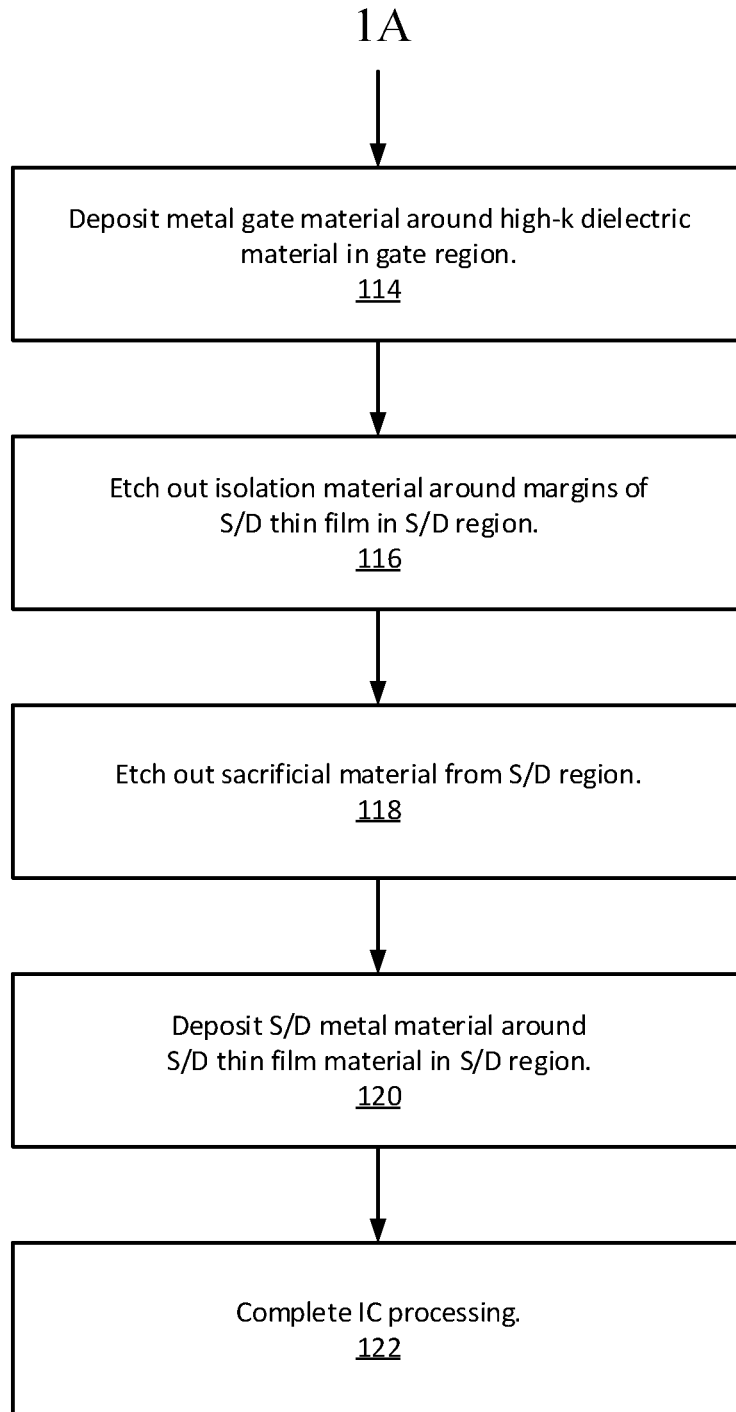 1A
Deposit metal gate material around high-k dielectric
material in gate region.
114
Etch out isolation material around margins of
S/D thin film in S/D region.
116
Etch out sacrificial material from S/D region.
118
Deposit S/D metal material around
S/D thin film material in S/D region.
120
Complete IC processing.
122